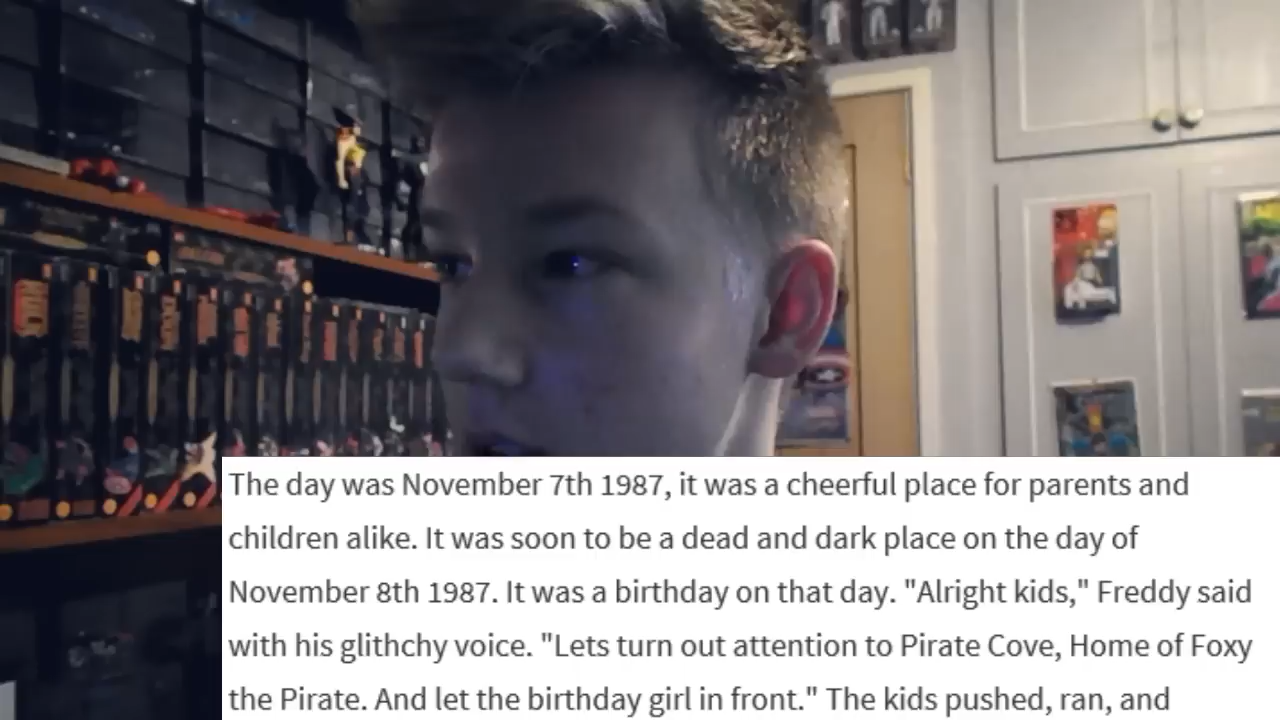 The day was November 7th 1987, it was a cheerful place for parents and
children alike. It was soon to be a dead and dark place on the day of
November 8th 1987. It was a birthday on that day. "Alright kids," Freddy said
with his glithchy voice. "Lets turn out attention to Pirate Cove, Home of Foxy
the Pirate. And let the birthday girl in front." The kids pushed, ran, and